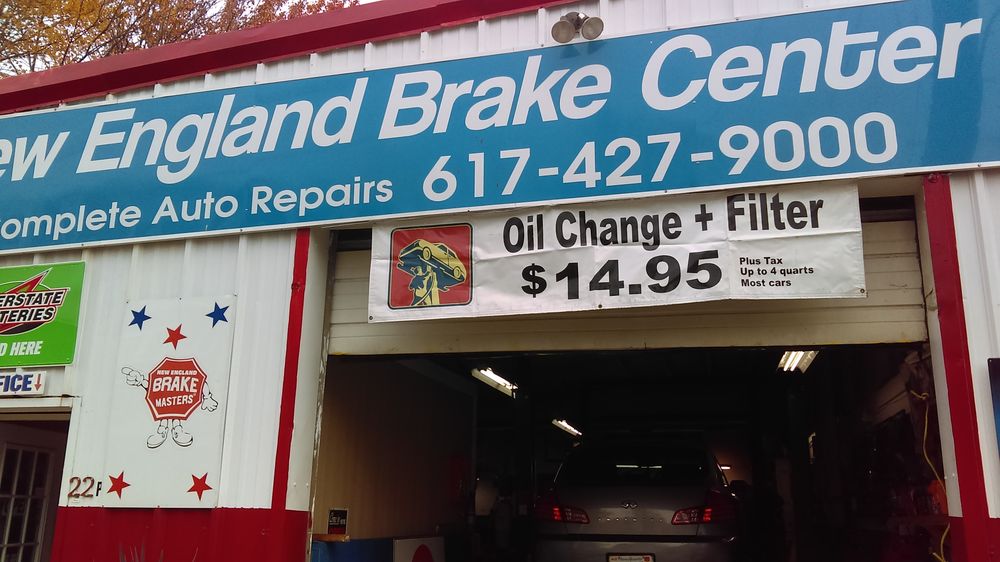 ew England Brake Center
omplete Auto Repairs 617-427-9000
Oil Change + Filter
$14.95
Plus Tax
Up to 4 quarts
Most cars
ERSTATE
TERIES
D HERE
FICE
NEW ENGLAND
BRAKE
MASTERS
22